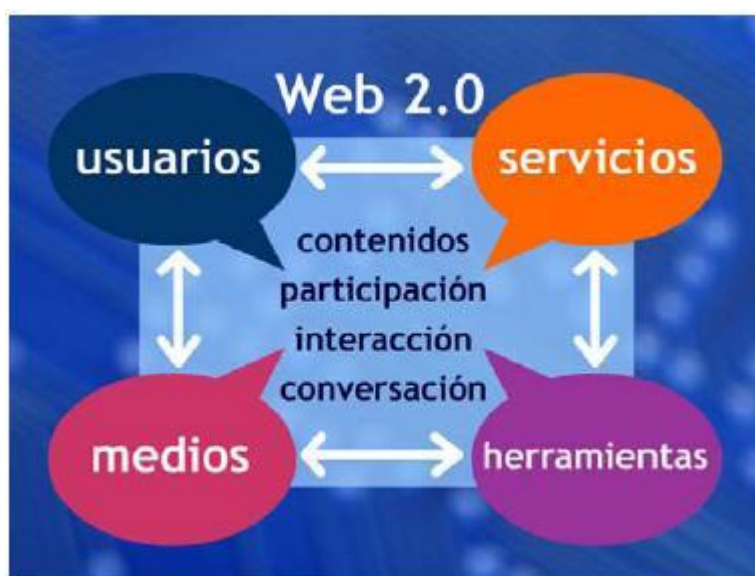 Web 2.0
usuarios
servicios
contenidos
participación
interacción
conversación
medios
herramientas